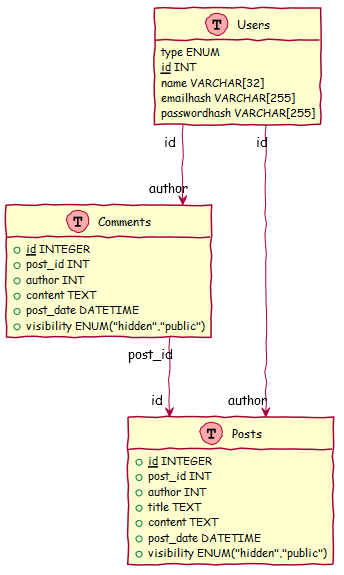 T Users
type ENUM
id INT
name VARCHAR[32]
emailhash VARCHAR[255]
passwordhash VARCHAR[255]
id
id
author
T Comments
id INTEGER
post_id INT
author INT
content TEXT
post_date DATETIME
visibility ENUM("hidden","public")
post_id
id
author
T Posts
id INTEGER
post_id INT
author INT
title TEXT
content TEXT
post_date DATETIME
visibility ENUM("hidden","public")